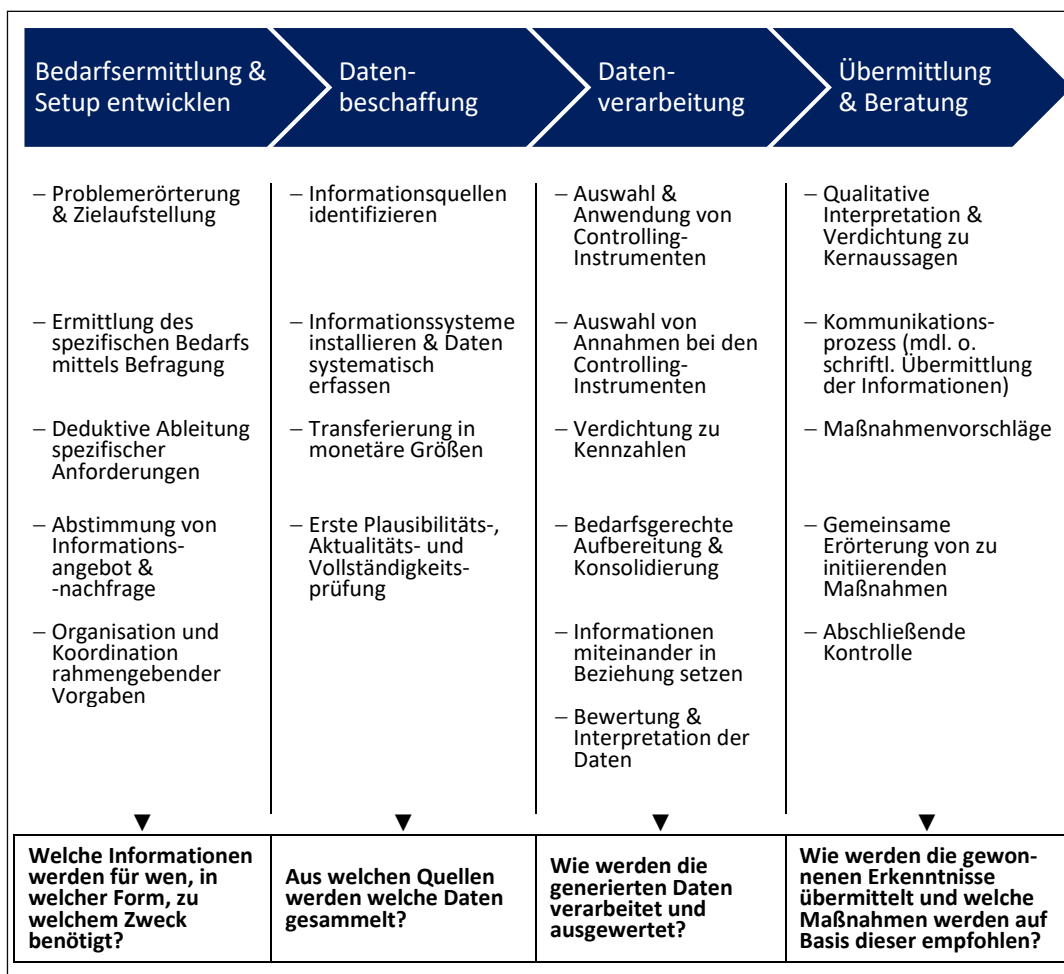 Bedarfsermittlung &
Setup entwicklen
Daten-
beschaffung
Daten-
verarbeitung
Übermittlung
& Beratung
– Problemerörterung
& Zielaufstellung
– Ermittlung des
spezifischen Bedarfs
mittels Befragung
– Deduktive Ableitung
spezifischer
Anforderungen
– Abstimmung von
Informations-
angebot &
-nachfrage
– Organisation und
Koordination
rahmengebender
Vorgaben
– Informationsquellen
identifizieren
– Informationssysteme
installieren & Daten
systematisch
erfassen
– Transferierung in
monetäre Größen
– Erste Plausibilitäts-,
Aktualitäts- und
Vollständigkeits-
prüfung
– Auswahl &
Anwendung von
Controlling-
Instrumenten
– Auswahl von
Annahmen bei den
Controlling-
Instrumenten
– Verdichtung zu
Kennzahlen
– Bedarfsgerechte
Aufbereitung &
Konsolidierung
– Informationen
miteinander in
Beziehung setzen
– Bewertung &
Interpretation der
Daten
– Qualitative
Interpretation &
Verdichtung zu
Kernaussagen
– Kommunikations-
prozess (mdl. o.
schriftl. Übermittlung
der Informationen)
– Maßnahmenvorschläge
– Gemeinsame
Erörterung von zu
initiierenden
Maßnahmen
– Abschließende
Kontrolle
Welche Informationen
werden für wen, in
welcher Form, zu
welchem Zweck
benötigt?
Aus welchen Quellen
werden welche Daten
gesammelt?
Wie werden die
generierten Daten
verarbeitet und
ausgewertet?
Wie werden die gewon-
nenen Erkenntnisse
übermittelt und welche
Maßnahmen werden auf
Basis dieser empfohlen?